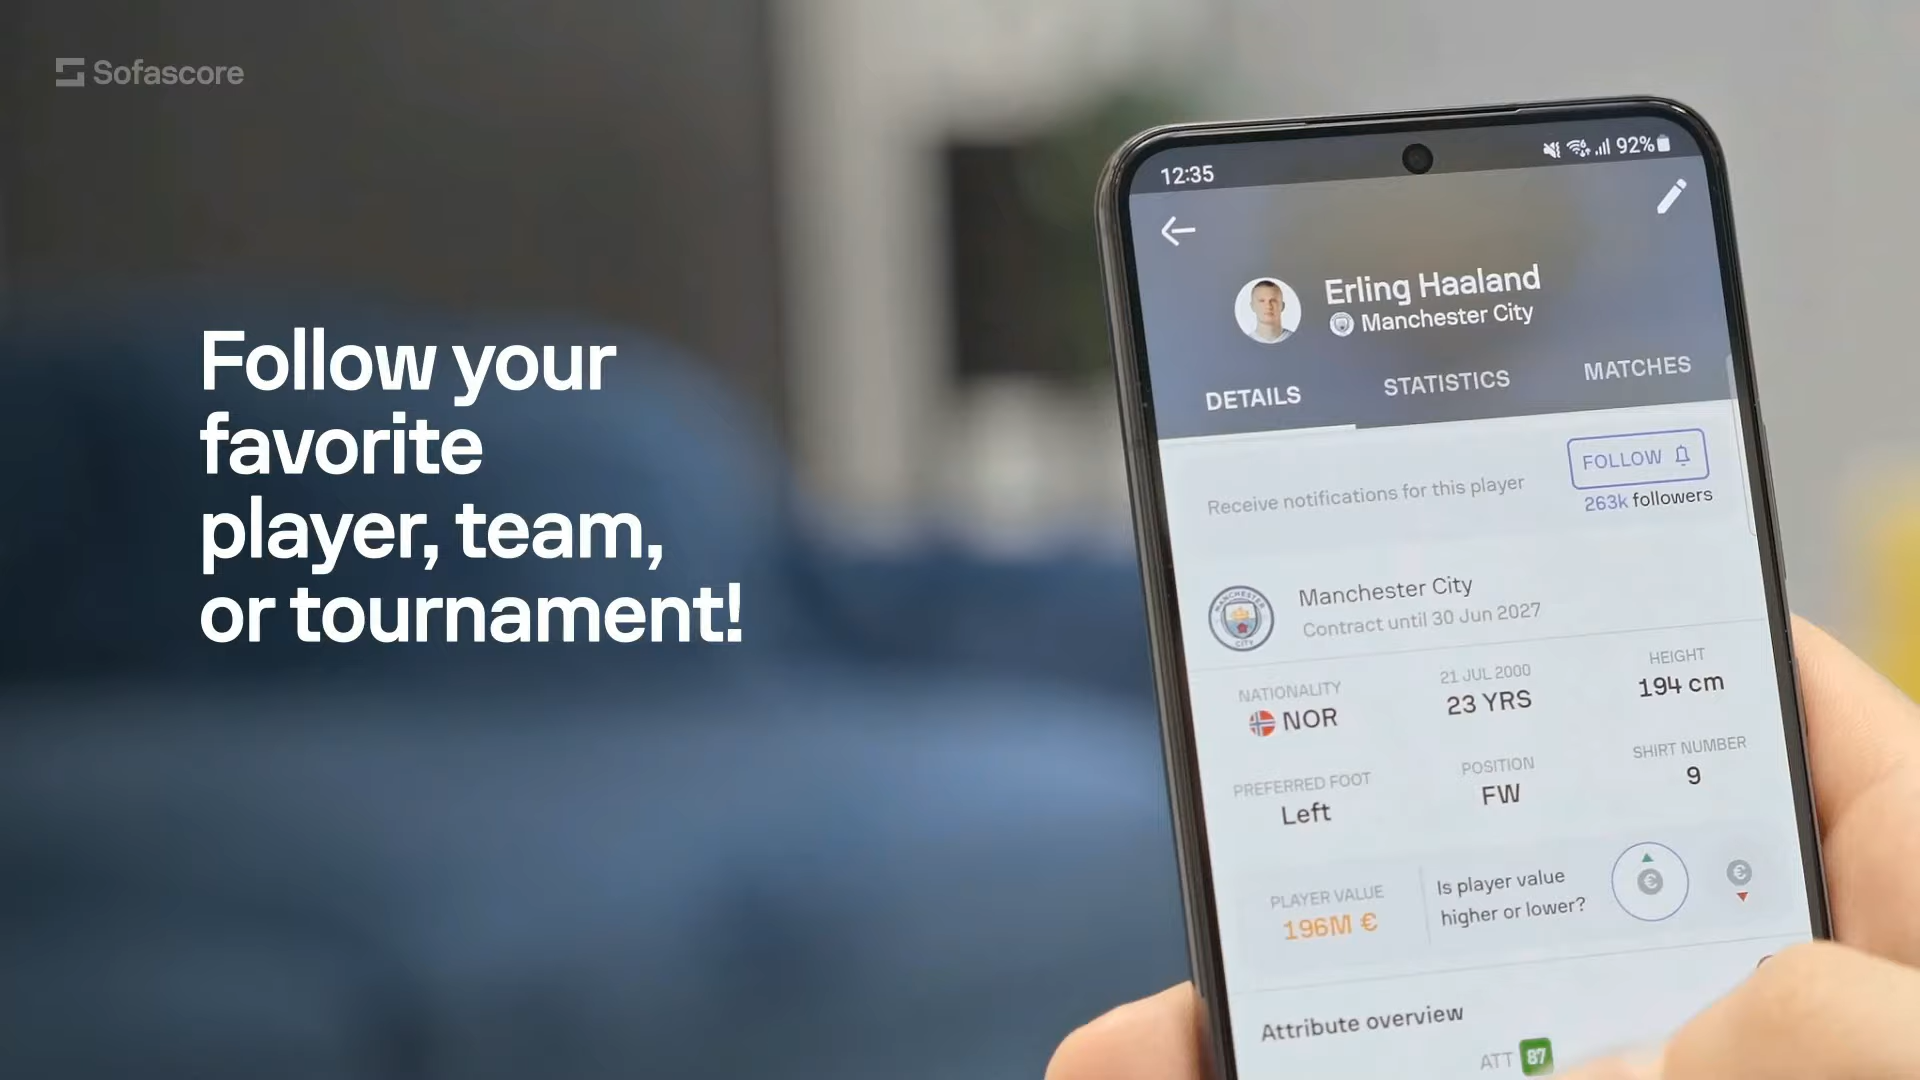 Sofascore
Follow your
favorite
player, team,
or tournament!
12:35
92%
Erling Haaland
Manchester City
DETAILS
STATISTICS
MATCHES
Receive notifications for this player
FOLLOW
263k followers
Manchester City
Contract until 30 Jun 2027
NATIONALITY
NOR
21 JUL 2000
23 YRS
HEIGHT
194 cm
PREFERRED FOOT
Left
POSITION
FW
SHIRT NUMBER
9
PLAYER VALUE
196M €
Is player value
higher or lower?
€
€
Attribute overview
ATT 87
MANCHESTER
CITY